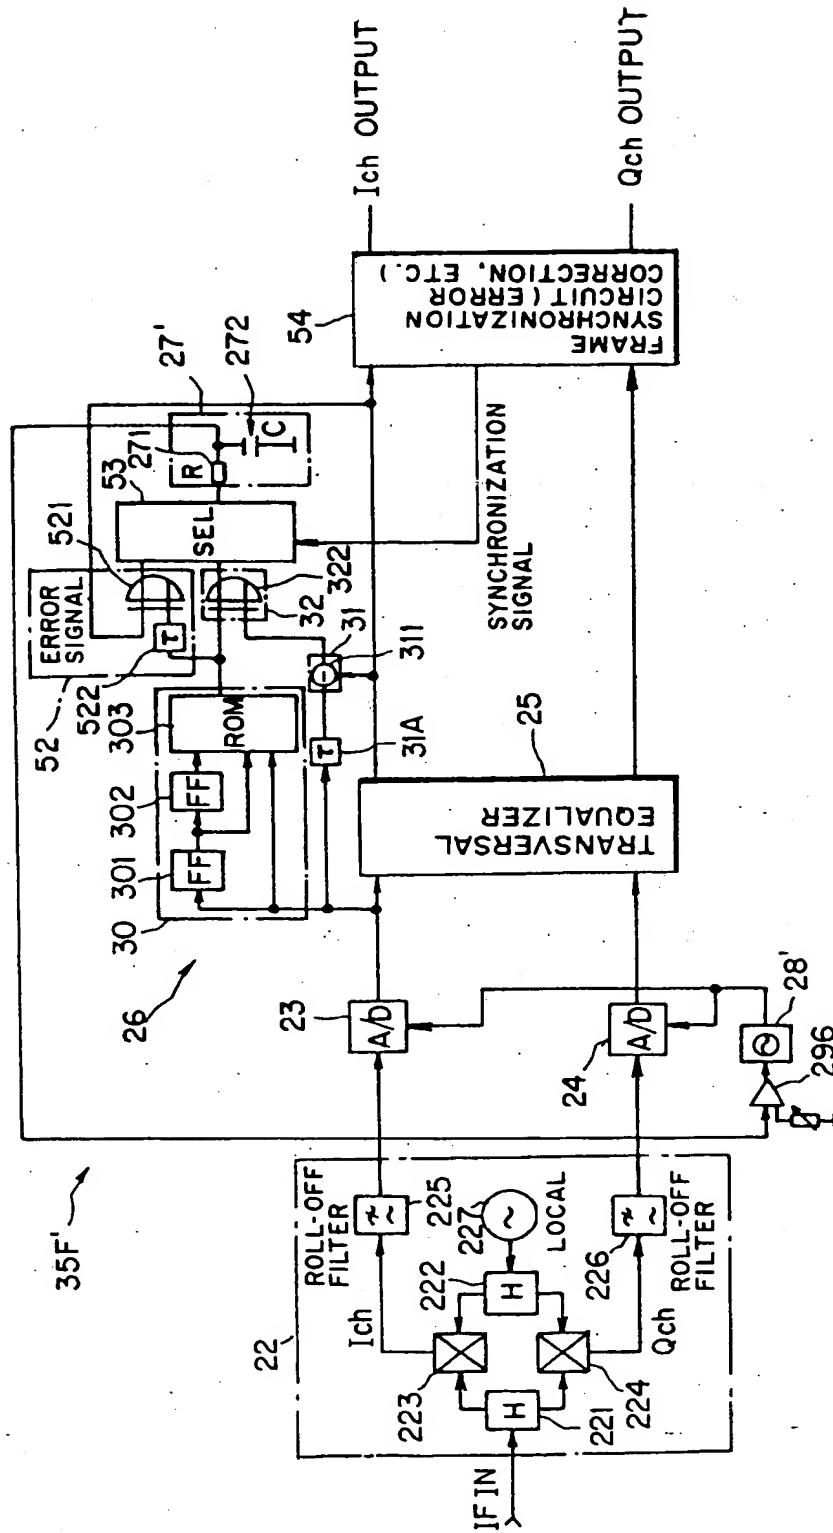 35F'
26
22
IF IN
221
H
223
224
222
H
227
LOCAL
Ich
Qch
ROLL-OFF
FILTER
225
226
ROLL-OFF
FILTER
23
A/D
24
A/D
28'
296
30
301
FF
302
FF
303
ROM
31A
τ
31
311
−
32
322
52
ERROR
SIGNAL
522
τ
521
53
SEL
27'
271
R
272
C
25
TRANSVERSAL
EQUALIZER
SYNCHRONIZATION
SIGNAL
54
FRAME
SYNCHRONIZATION
CIRCUIT (ERROR
CORRECTION, ETC.)
Ich OUTPUT
Qch OUTPUT